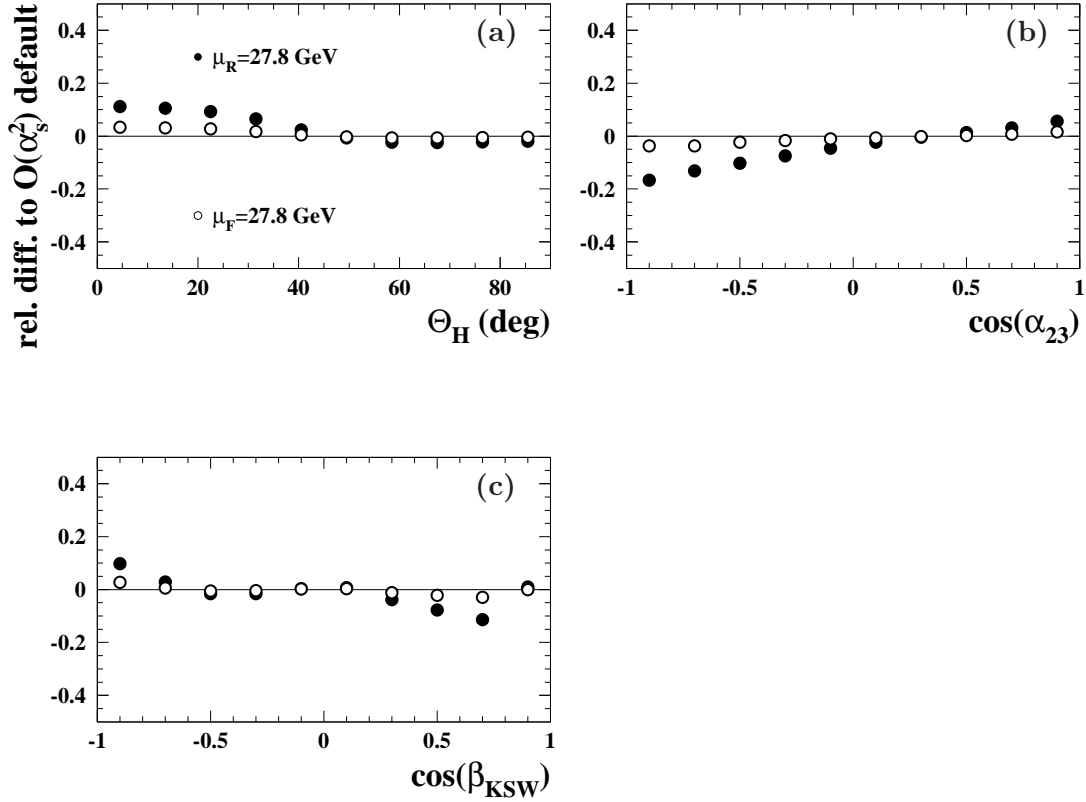 rel. diff. to O(α_s^2) default
(a)
0.4
0.2
0
-0.2
-0.4
μ_R=27.8 GeV
μ_F=27.8 GeV
0 20 40 60 80
Θ_H (deg)
(b)
0.4
0.2
0
-0.2
-0.4
-1 -0.5 0 0.5 1
cos(α_23)
(c)
0.4
0.2
0
-0.2
-0.4
-1 -0.5 0 0.5 1
cos(β_KSW)